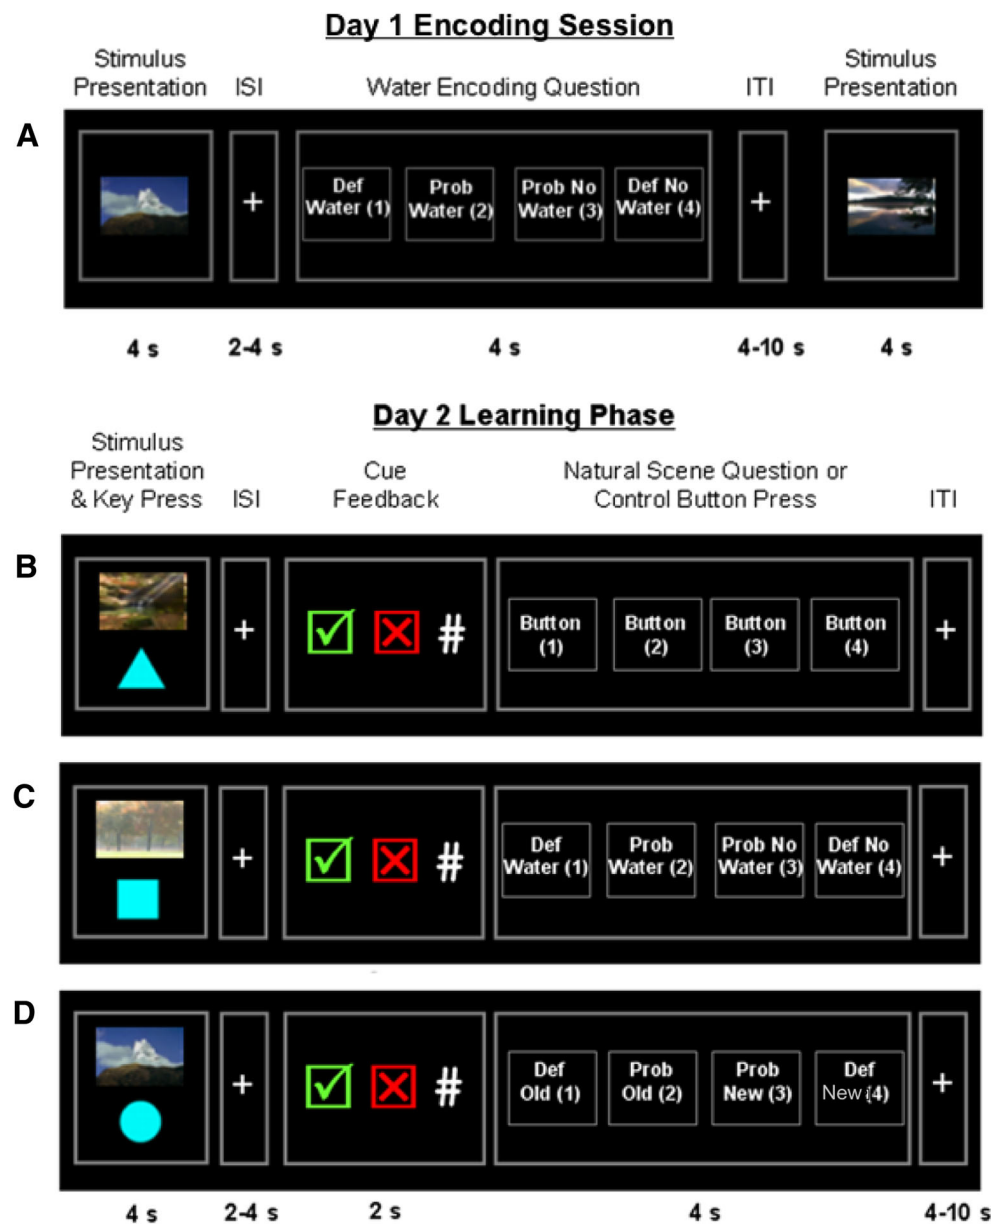 Day 1 Encoding Session
Stimulus
Presentation
ISI
Water Encoding Question
ITI
Stimulus
Presentation
A
+
Def
Water (1)
Prob
Water (2)
Prob No
Water (3)
Def No
Water (4)
+
4 s
2-4 s
4 s
4-10 s
4 s
Day 2 Learning Phase
Stimulus
Presentation
& Key Press
ISI
Cue
Feedback
Natural Scene Question or
Control Button Press
ITI
B
+
#
Button
(1)
Button
(2)
Button
(3)
Button
(4)
+
C
+
#
Def
Water (1)
Prob
Water (2)
Prob No
Water (3)
Def No
Water (4)
+
D
+
#
Def
Old (1)
Prob
Old (2)
Prob
New (3)
Def
New (4)
+
4 s
2-4 s
2 s
4 s
4-10 s